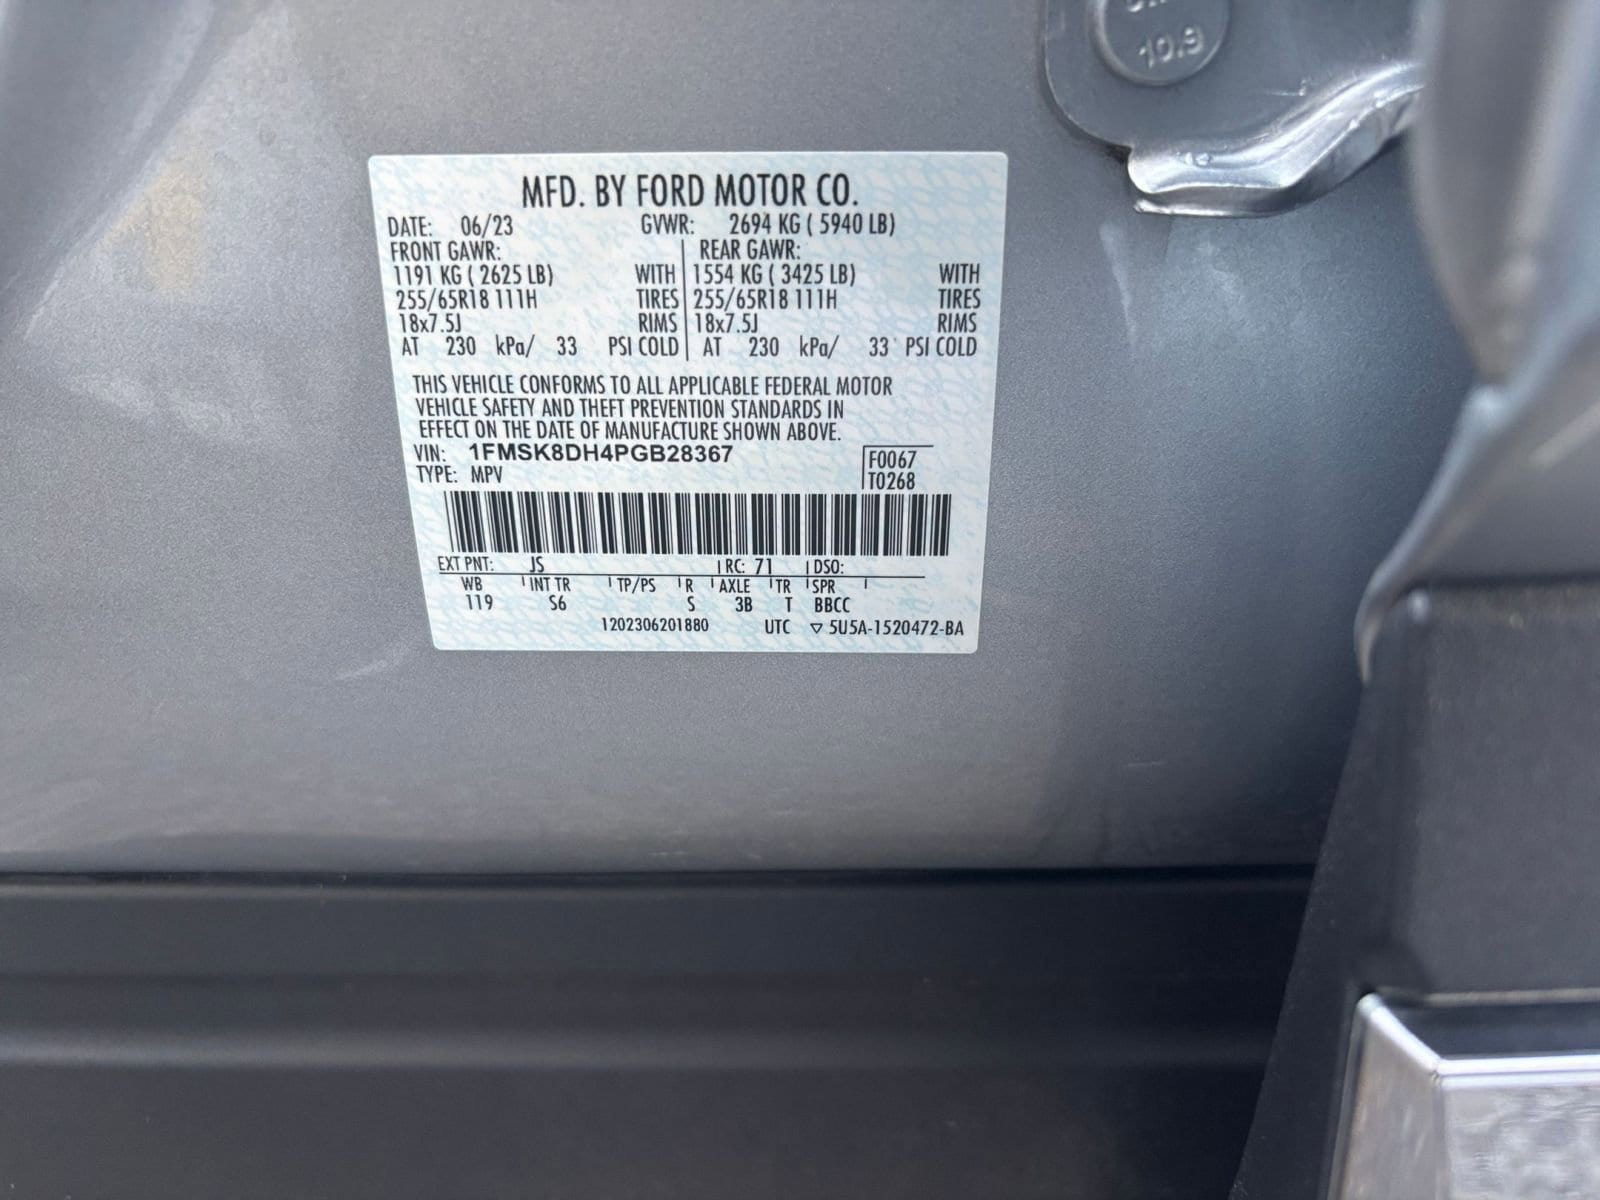 10.9
MFD. BY FORD MOTOR CO.
DATE: 06/23 GVWR: 2694 KG ( 5940 LB)
FRONT GAWR: REAR GAWR:
1191 KG ( 2625 LB) WITH 1554 KG ( 3425 LB) WITH
255/65R18 111H TIRES 255/65R18 111H TIRES
18x7.5J RIMS 18x7.5J RIMS
AT 230 kPa/ 33 PSI COLD AT 230 kPa/ 33 PSI COLD
THIS VEHICLE CONFORMS TO ALL APPLICABLE FEDERAL MOTOR
VEHICLE SAFETY AND THEFT PREVENTION STANDARDS IN
EFFECT ON THE DATE OF MANUFACTURE SHOWN ABOVE.
VIN: 1FMSK8DH4PGB28367 F0067
TYPE: MPV T0268
EXT PNT: JS RC: 71 DSO:
WB INT TR TP/PS R AXLE TR SPR
119 S6 S 3B T BBCC
1202306201880 UTC ▽ 5U5A-1520472-BA